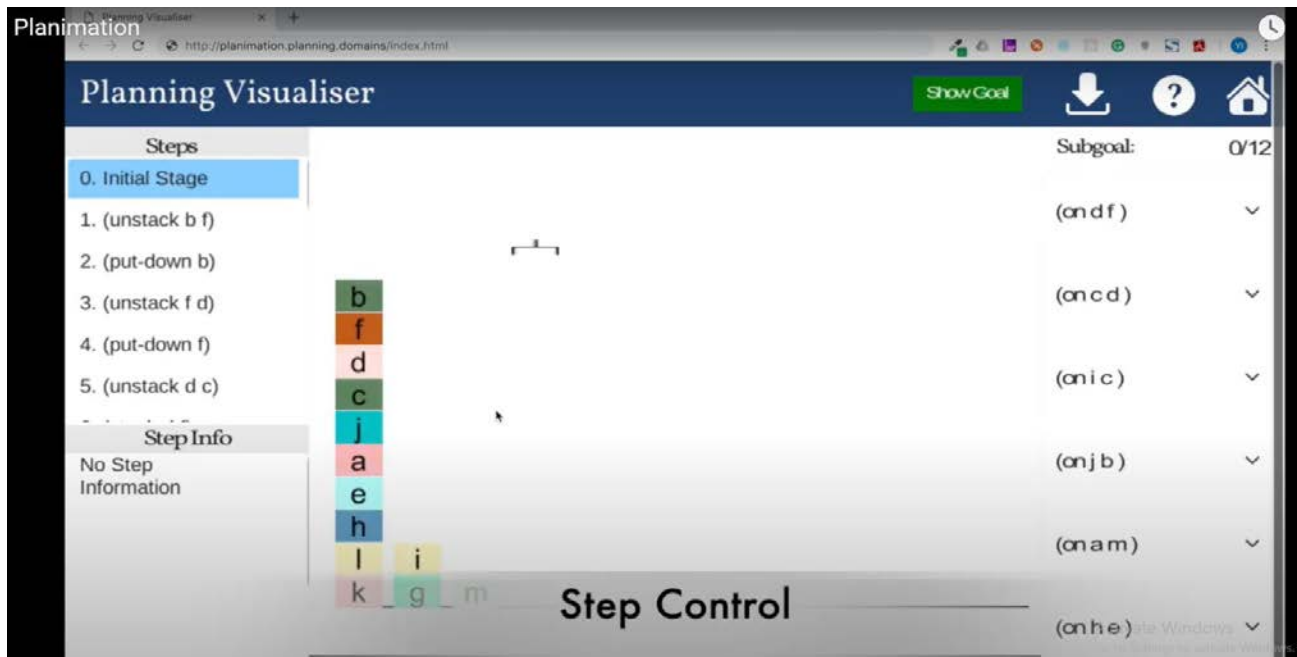 Planimation
Planning Visualiser
http://planimation.planning.domains/index.html
Planning Visualiser
Show Goal
?
Steps
0. Initial Stage
1. (unstack b f)
2. (put-down b)
3. (unstack f d)
4. (put-down f)
5. (unstack d c)
Step Info
No Step
Information
b
f
d
c
j
a
e
h
l i
k g m
Step Control
Subgoal: 0/12
(on d f)
(on c d)
(on i c)
(on j b)
(on a m)
(on h e)